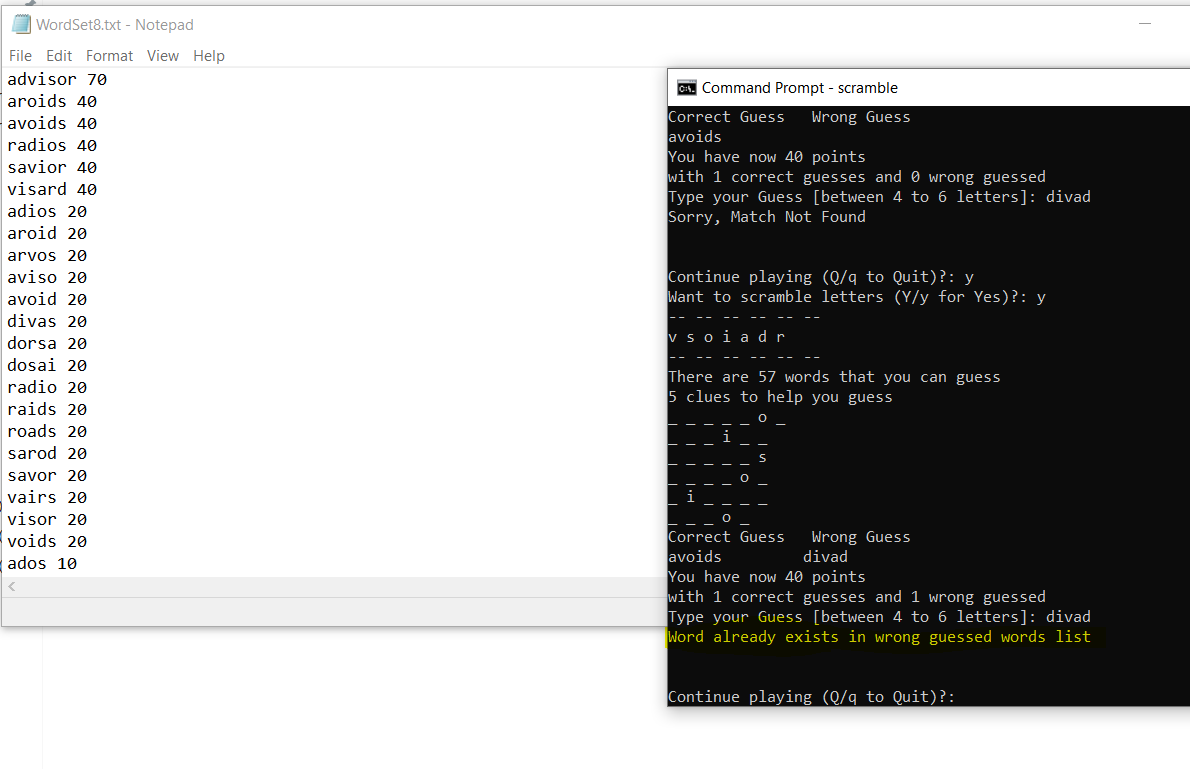 WordSet8.txt - Notepad
File Edit Format View Help
advisor 70
aroids 40
avoids 40
radios 40
savior 40
visard 40
adios 20
aroid 20
arvos 20
aviso 20
avoid 20
divas 20
dorsa 20
dosai 20
radio 20
raids 20
roads 20
sarod 20
savor 20
vairs 20
visor 20
voids 20
ados 10
Command Prompt - scramble
Correct Guess   Wrong Guess
avoids
You have now 40 points
with 1 correct guesses and 0 wrong guessed
Type your Guess [between 4 to 6 letters]: divad
Sorry, Match Not Found
Continue playing (Q/q to Quit)?: y
Want to scramble letters (Y/y for Yes)?: y
-- -- -- -- -- --
v s o i a d r
-- -- -- -- -- --
There are 57 words that you can guess
5 clues to help you guess
_ _ _ _ _ o _
_ _ _ i _ _
_ _ _ _ _ s
_ _ _ _ o _
_ i _ _ _ _
_ _ _ o _
Correct Guess   Wrong Guess
avoids         divad
You have now 40 points
with 1 correct guesses and 1 wrong guessed
Type your Guess [between 4 to 6 letters]: divad
Word already exists in wrong guessed words list
Continue playing (Q/q to Quit)?: